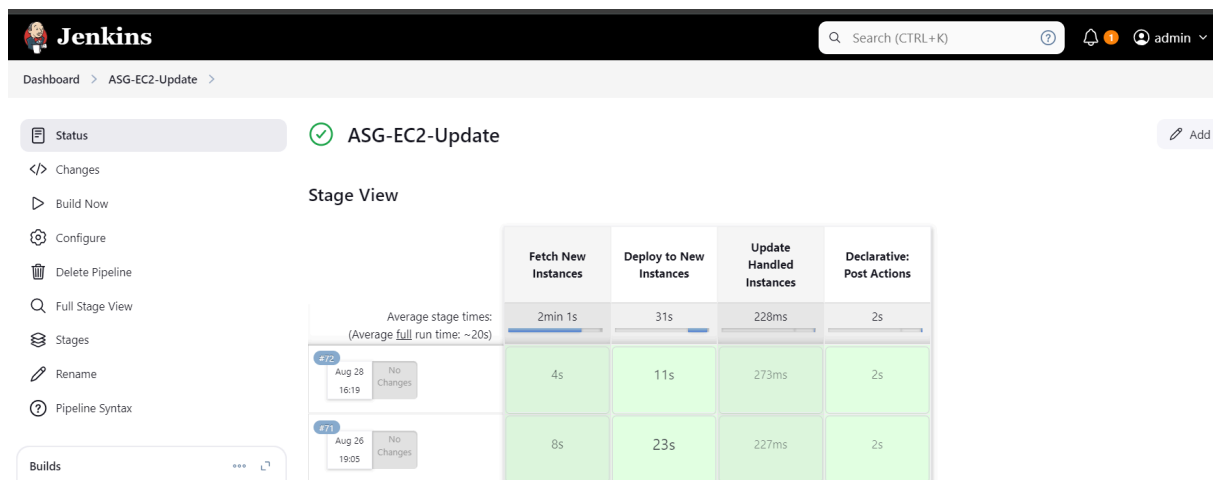 Jenkins
Search (CTRL+K)
?
1
admin
Dashboard > ASG-EC2-Update >
Status
Changes
Build Now
Configure
Delete Pipeline
Full Stage View
Stages
Rename
Pipeline Syntax
Builds
ASG-EC2-Update
Add
Stage View
Fetch New
Instances
Deploy to New
Instances
Update
Handled
Instances
Declarative:
Post Actions
Average stage times:
(Average full run time: ~20s)
2min 1s
31s
228ms
2s
#72
Aug 28
16:19
No
Changes
4s
11s
273ms
2s
#71
Aug 26
19:05
No
Changes
8s
23s
227ms
2s